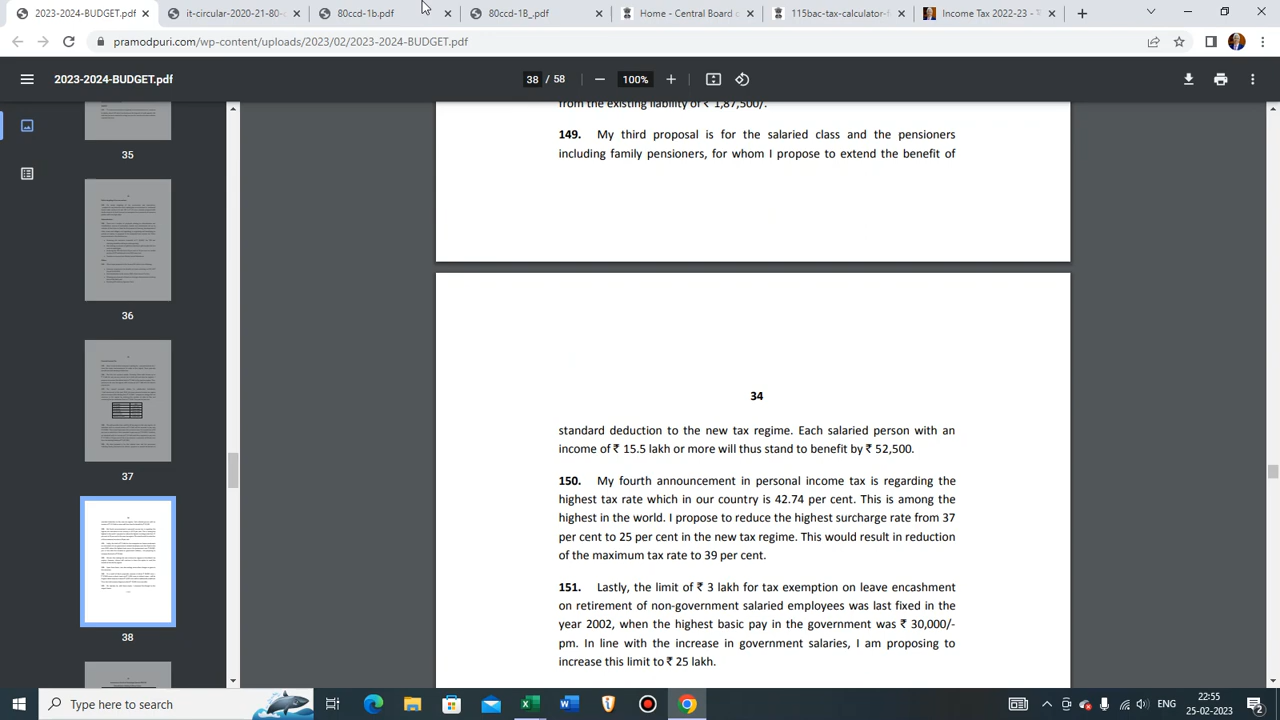 2023-2024-BUDGET.pdf
it-circular-2020-21-80-
80ccd-1b.pdf
80ccd-1B_.pdf
Home - Central Board
115bac-tax-calculator-
Income Tax 2022-23 -
pramodpuri.com/wp-content/uploads/2023/02/2023-2024-BUDGET.pdf
2023-2024-BUDGET.pdf
38 / 58
100%
35
36
37
38
from the existing liability of ₹ 1,87,500/.
149. My third proposal is for the salaried class and the pensioners
including family pensioners, for whom I propose to extend the benefit of
34
standard deduction to the new tax regime. Each salaried person with an
income of ₹ 15.5 lakh or more will thus stand to benefit by ₹ 52,500.
150. My fourth announcement in personal income tax is regarding the
highest tax rate which in our country is 42.74 per cent. This is among the
highest in the world. I propose to reduce the highest surcharge rate from 37
per cent to 25 per cent in the new tax regime. This would result in reduction
of the maximum tax rate to 39 per cent.
151. Lastly, the limit of ₹ 3 lakh for tax exemption on leave encashment
on retirement of non-government salaried employees was last fixed in the
year 2002, when the highest basic pay in the government was ₹ 30,000/-
pm. In line with the increase in government salaries, I am proposing to
increase this limit to ₹ 25 lakh.
Type here to search
ENG
22:55
25-02-2023
2